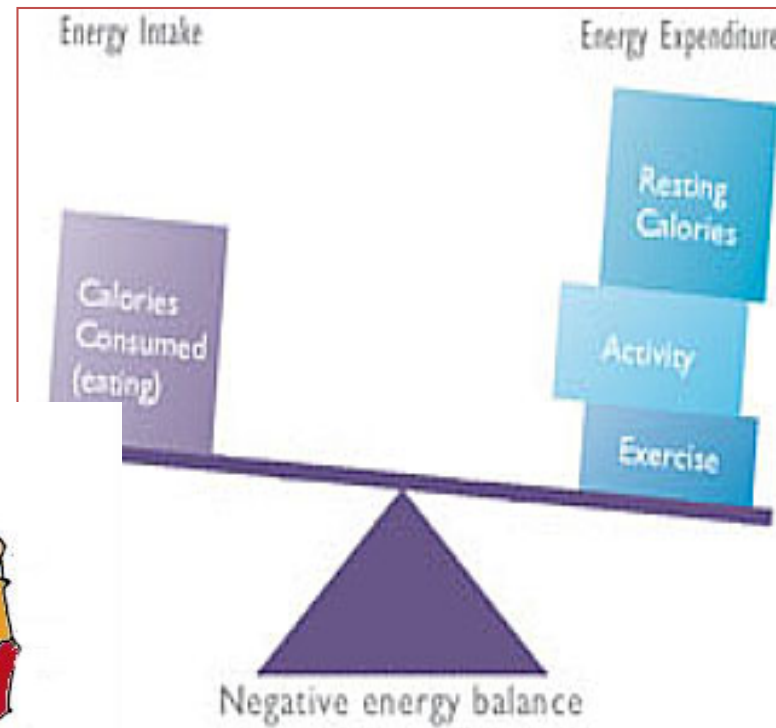 Energy Intake
Energy Expenditure
Resting
Calories
Calories
Consumed
(eating)
Activity
Exercise
Negative energy balance